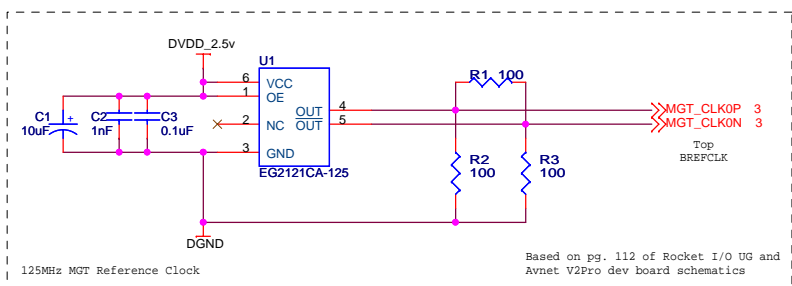 DVDD_2.5v
U1
6 VCC
1 OE
C1
10uF
+
C2
1nF
C3
0.1uF
2 NC
3 GND
OUT 4
OUT 5
EG2121CA-125
R1 100
R2
100
R3
100
MGT_CLK0P 3
MGT_CLK0N 3
Top
BREFCLK
DGND
125MHz MGT Reference Clock
Based on pg. 112 of Rocket I/O UG and
Avnet V2Pro dev board schematics